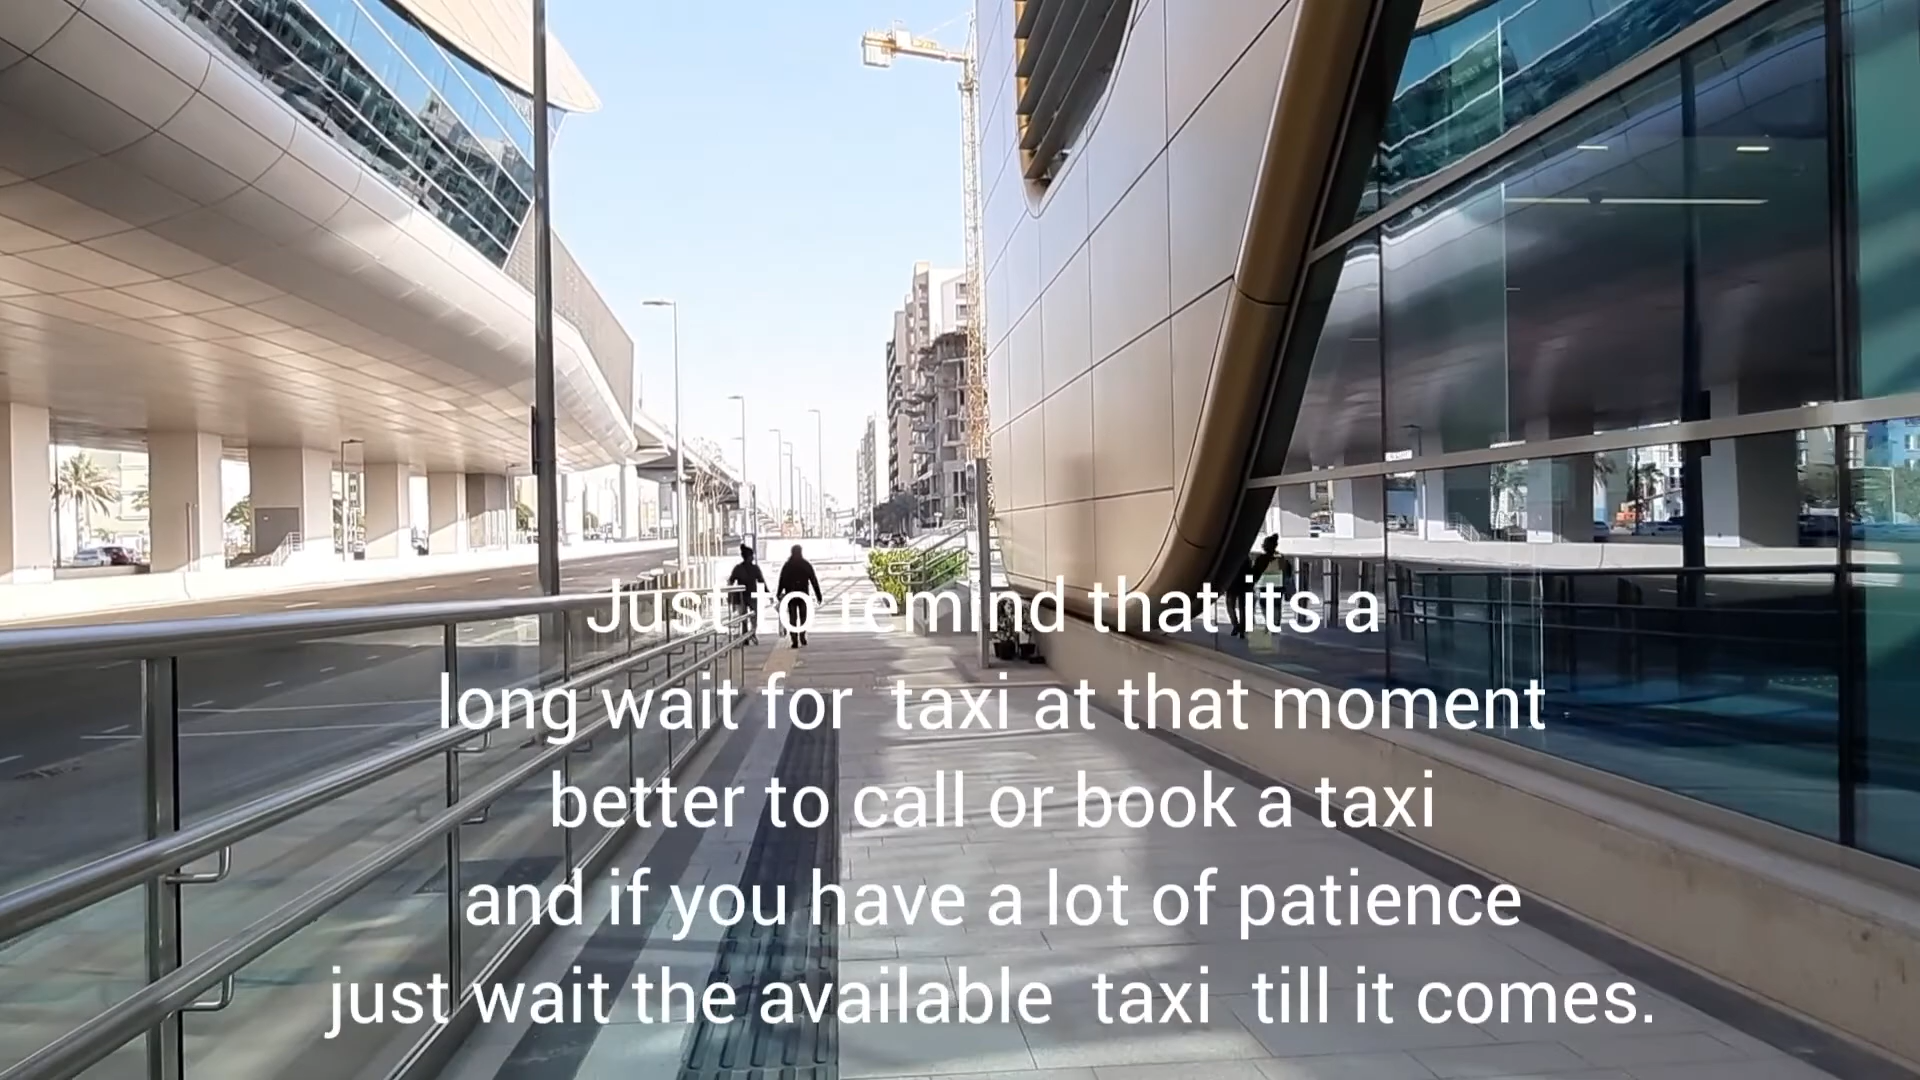 Just to remind that its a
long wait for  taxi at that moment
better to call or book a taxi
and if you have a lot of patience
just wait the available  taxi  till it comes.